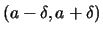 (a − δ, a + δ)